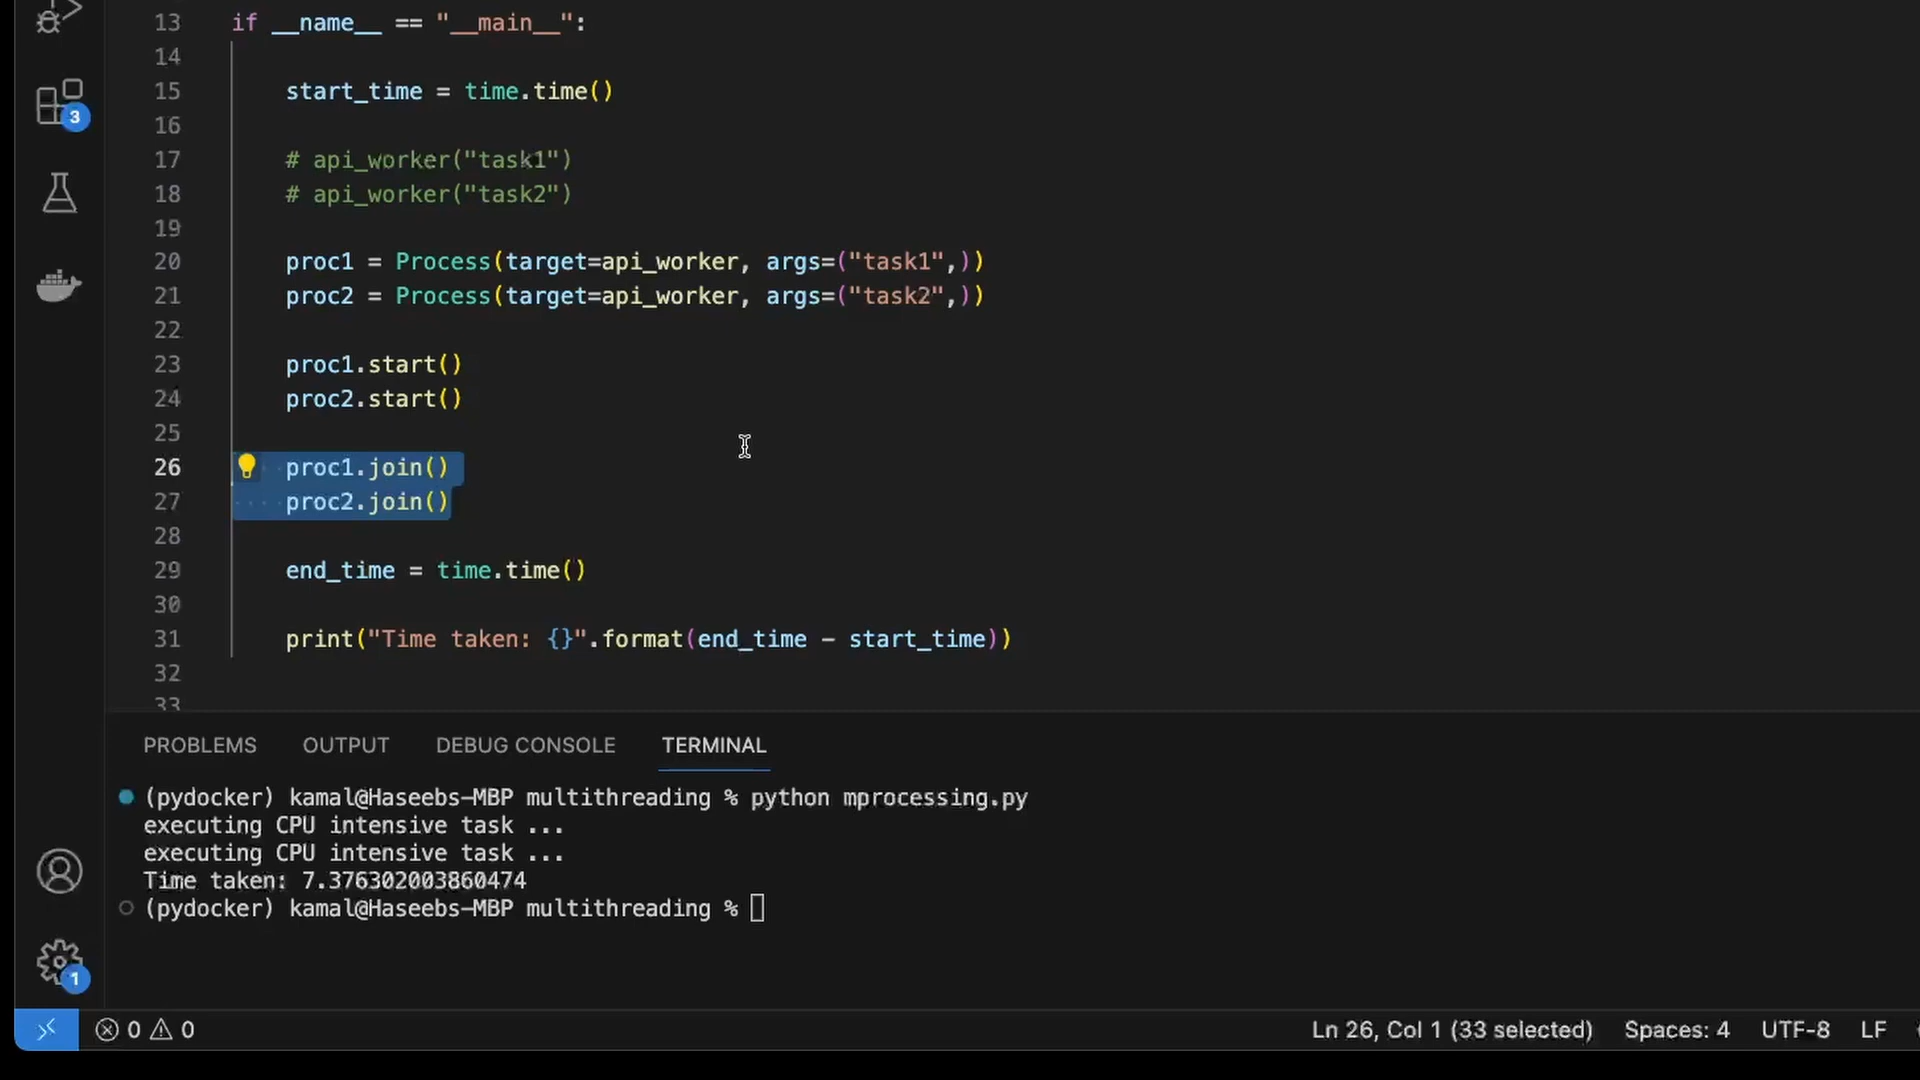 13 if __name__ == "__main__":
14
15 start_time = time.time()
16
17 # api_worker("task1")
18 # api_worker("task2")
19
20 proc1 = Process(target=api_worker, args=("task1",))
21 proc2 = Process(target=api_worker, args=("task2",))
22
23 proc1.start()
24 proc2.start()
25
26 proc1.join()
27 proc2.join()
28
29 end_time = time.time()
30
31 print("Time taken: {}".format(end_time - start_time))
32
33
3
PROBLEMS OUTPUT DEBUG CONSOLE TERMINAL
(pydocker) kamal@Haseebs-MBP multithreading % python mprocessing.py
executing CPU intensive task ...
executing CPU intensive task ...
Time taken: 7.376302003860474
(pydocker) kamal@Haseebs-MBP multithreading %
1
0 0 Ln 26, Col 1 (33 selected) Spaces: 4 UTF-8 LF